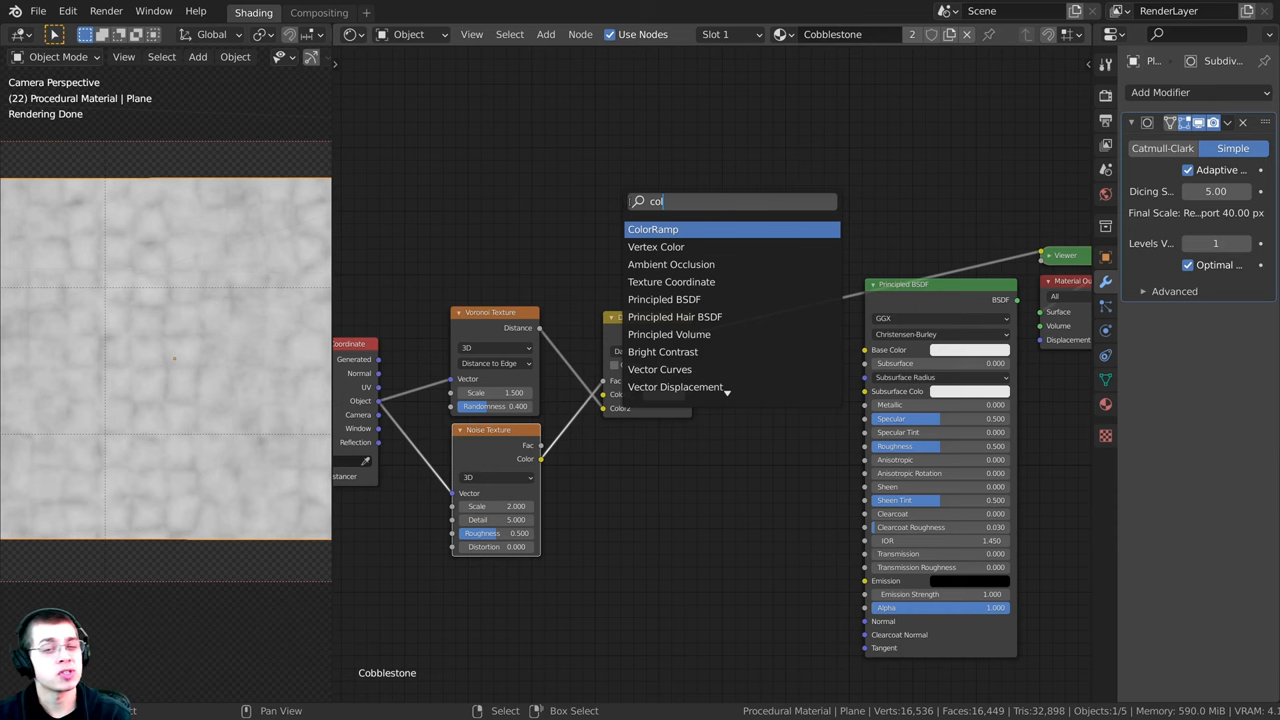 File Edit Render Window Help Shading Compositing Scene RenderLayer
Global Object View Select Add Node Use Nodes Slot 1 Cobblestone 2
Object Mode View Select Add Object
Camera Perspective
(22) Procedural Material | Plane
Rendering Done
col
ColorRamp
Vertex Color
Ambient Occlusion
Texture Coordinate
Principled BSDF
Principled Hair BSDF
Principled Volume
Bright Contrast
Vector Curves
Vector Displacement
Coordinate
Generated
Normal
UV
Object
Camera
Window
Reflection
Voronoi Texture
Distance
3D
Distance to Edge
Vector
Scale 1.500
Randomness 0.400
Noise Texture
Fac
Color
3D
Vector
Scale 2.000
Detail 5.000
Roughness 0.500
Distortion 0.000
Fac
Color2
Principled BSDF
BSDF
GGX
Christensen-Burley
Base Color
Subsurface 0.000
Subsurface Radius
Subsurface Colo
Metallic 0.000
Specular 0.500
Specular Tint 0.000
Roughness 0.500
Anisotropic 0.000
Anisotropic Rotation 0.000
Sheen 0.000
Sheen Tint 0.500
Clearcoat 0.000
Clearcoat Roughness 0.030
IOR 1.450
Transmission 0.000
Transmission Roughness 0.000
Emission
Emission Strength 1.000
Alpha 1.000
Normal
Clearcoat Normal
Tangent
Viewer
Material Ou
All
Surface
Volume
Displacement
Pl... Subdiv...
Add Modifier
Catmull-Clark Simple
Adaptive ...
Dicing S... 5.00
Final Scale: Re...port 40.00 px
Levels V... 1
Optimal ...
Advanced
Cobblestone
Pan View Select Box Select Procedural Material | Plane Verts:16,536 Faces:16,449 Tris:32,898 Objects:1/5 Memory: 590.0 MiB VRAM: 4.